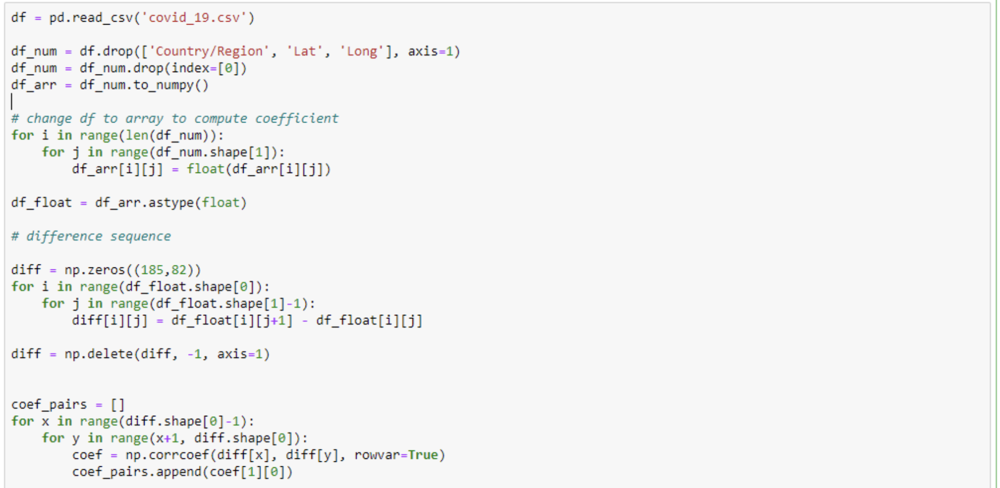 df = pd.read_csv('covid_19.csv')
df_num = df.drop(['Country/Region', 'Lat', 'Long'], axis=1)
df_num = df_num.drop(index=[0])
df_arr = df_num.to_numpy()
# change df to array to compute coefficient
for i in range(len(df_num)):
    for j in range(df_num.shape[1]):
        df_arr[i][j] = float(df_arr[i][j])
df_float = df_arr.astype(float)
# difference sequence
diff = np.zeros((185,82))
for i in range(df_float.shape[0]):
    for j in range(df_float.shape[1]-1):
        diff[i][j] = df_float[i][j+1] - df_float[i][j]
diff = np.delete(diff, -1, axis=1)
coef_pairs = []
for x in range(diff.shape[0]-1):
    for y in range(x+1, diff.shape[0]):
        coef = np.corrcoef(diff[x], diff[y], rowvar=True)
        coef_pairs.append(coef[1][0])